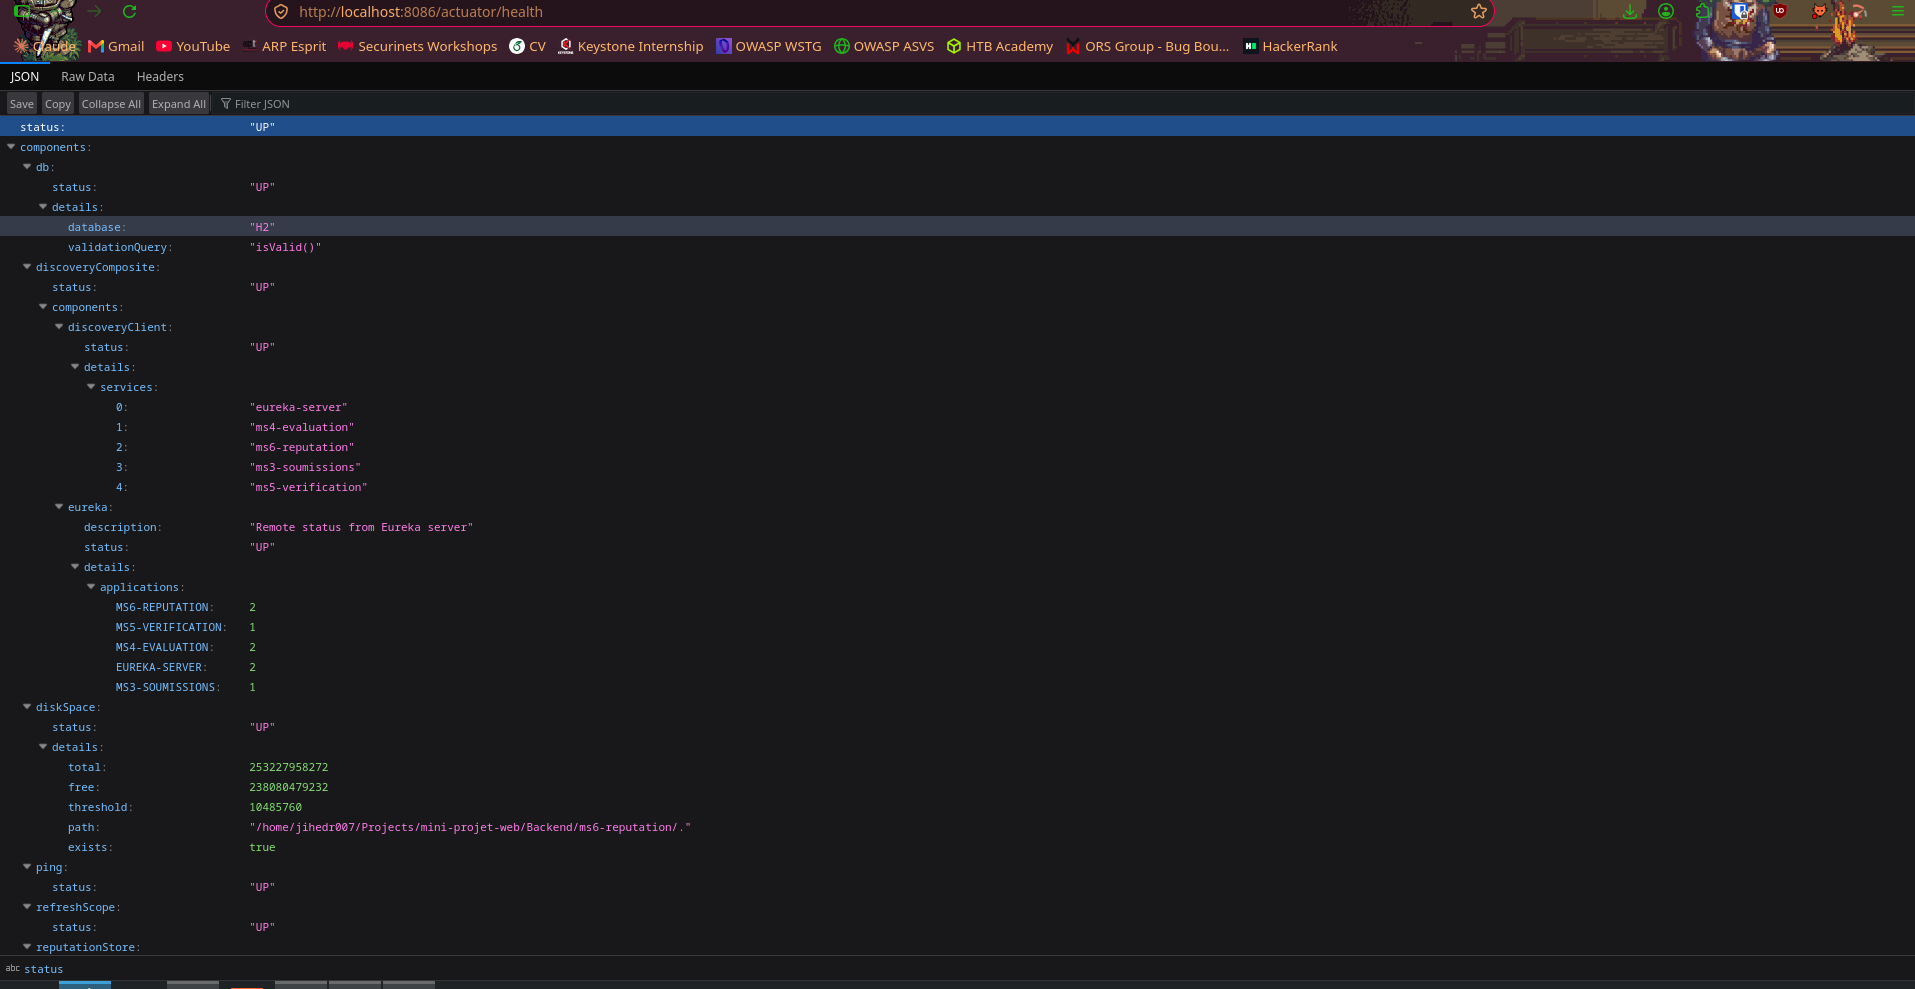 http://localhost:8086/actuator/health
Claude Gmail YouTube ARP Esprit Securinets Workshops CV Keystone Internship OWASP WSTG OWASP ASVS HTB Academy ORS Group - Bug Bou... HackerRank
JSON Raw Data Headers
Save Copy Collapse All Expand All Filter JSON
status: "UP"
components:
db:
status: "UP"
details:
database: "H2"
validationQuery: "isValid()"
discoveryComposite:
status: "UP"
components:
discoveryClient:
status: "UP"
details:
services:
0: "eureka-server"
1: "ms4-evaluation"
2: "ms6-reputation"
3: "ms3-soumissions"
4: "ms5-verification"
eureka:
description: "Remote status from Eureka server"
status: "UP"
details:
applications:
MS6-REPUTATION: 2
MS5-VERIFICATION: 1
MS4-EVALUATION: 2
EUREKA-SERVER: 2
MS3-SOUMISSIONS: 1
diskSpace:
status: "UP"
details:
total: 253227958272
free: 238080479232
threshold: 10485760
path: "/home/jihedr007/Projects/mini-projet-web/Backend/ms6-reputation/."
exists: true
ping:
status: "UP"
refreshScope:
status: "UP"
reputationStore:
abc status